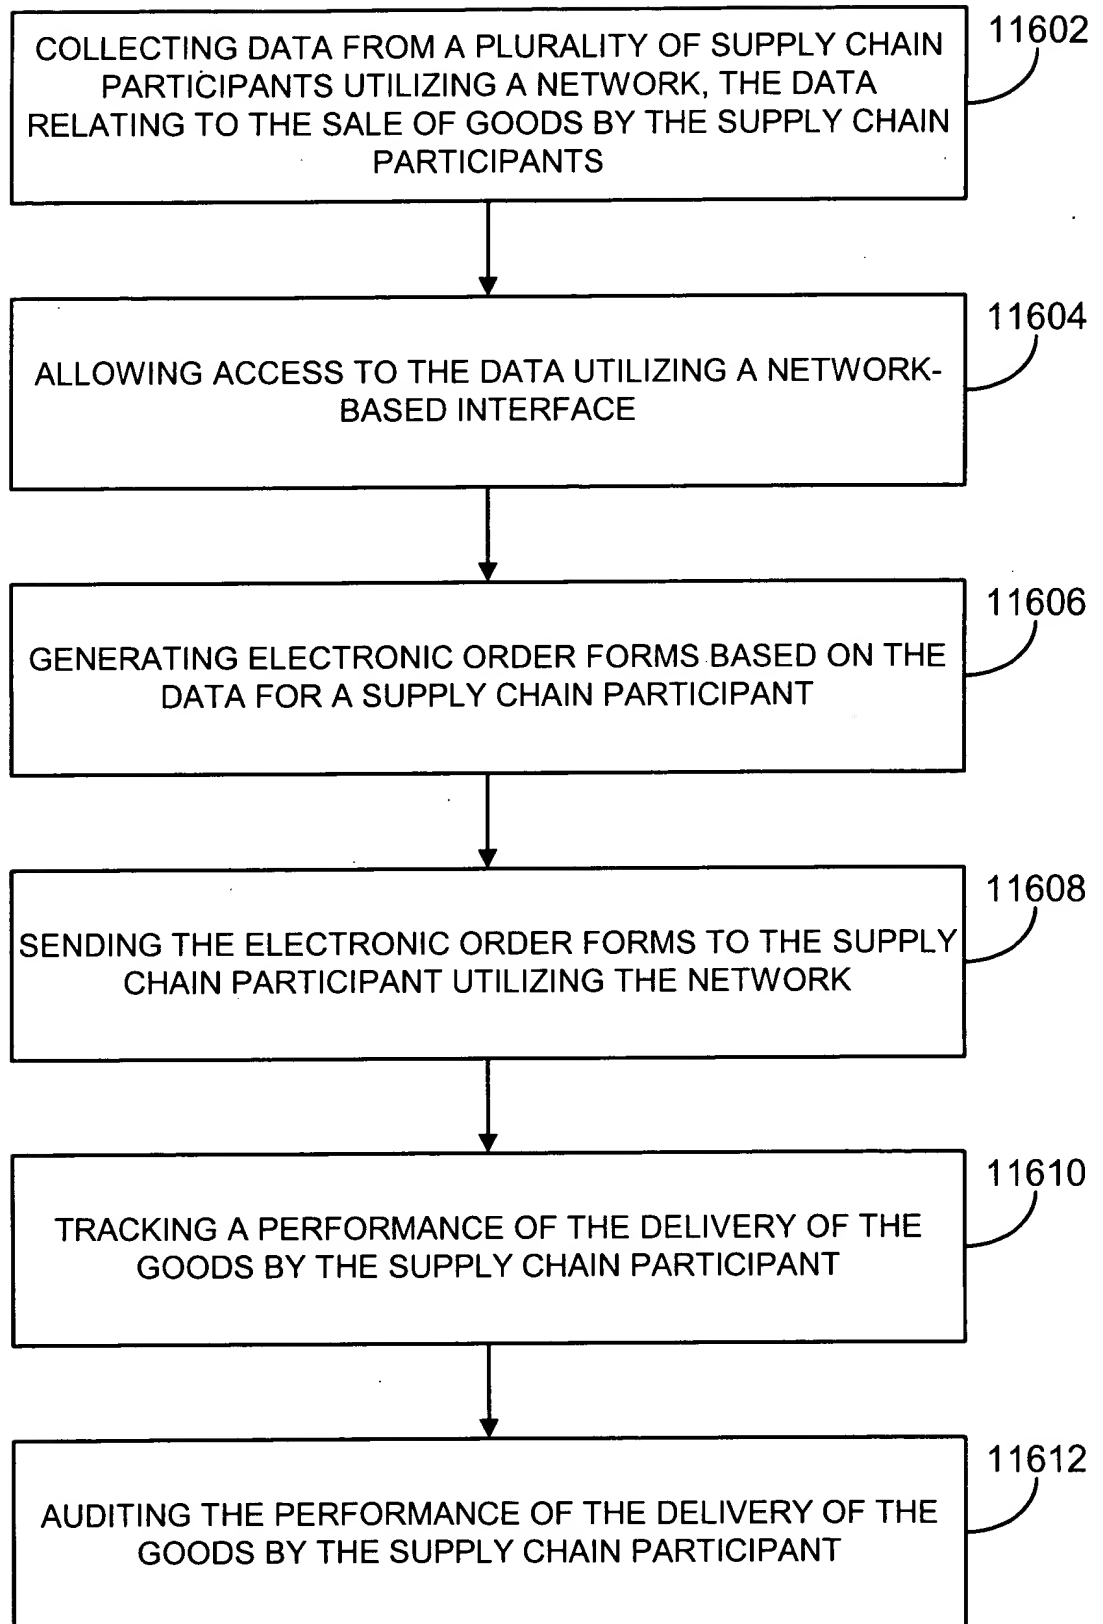 COLLECTING DATA FROM A PLURALITY OF SUPPLY CHAIN
PARTICIPANTS UTILIZING A NETWORK, THE DATA
RELATING TO THE SALE OF GOODS BY THE SUPPLY CHAIN
PARTICIPANTS
11602
ALLOWING ACCESS TO THE DATA UTILIZING A NETWORK-
BASED INTERFACE
11604
GENERATING ELECTRONIC ORDER FORMS BASED ON THE
DATA FOR A SUPPLY CHAIN PARTICIPANT
11606
SENDING THE ELECTRONIC ORDER FORMS TO THE SUPPLY
CHAIN PARTICIPANT UTILIZING THE NETWORK
11608
TRACKING A PERFORMANCE OF THE DELIVERY OF THE
GOODS BY THE SUPPLY CHAIN PARTICIPANT
11610
AUDITING THE PERFORMANCE OF THE DELIVERY OF THE
GOODS BY THE SUPPLY CHAIN PARTICIPANT
11612